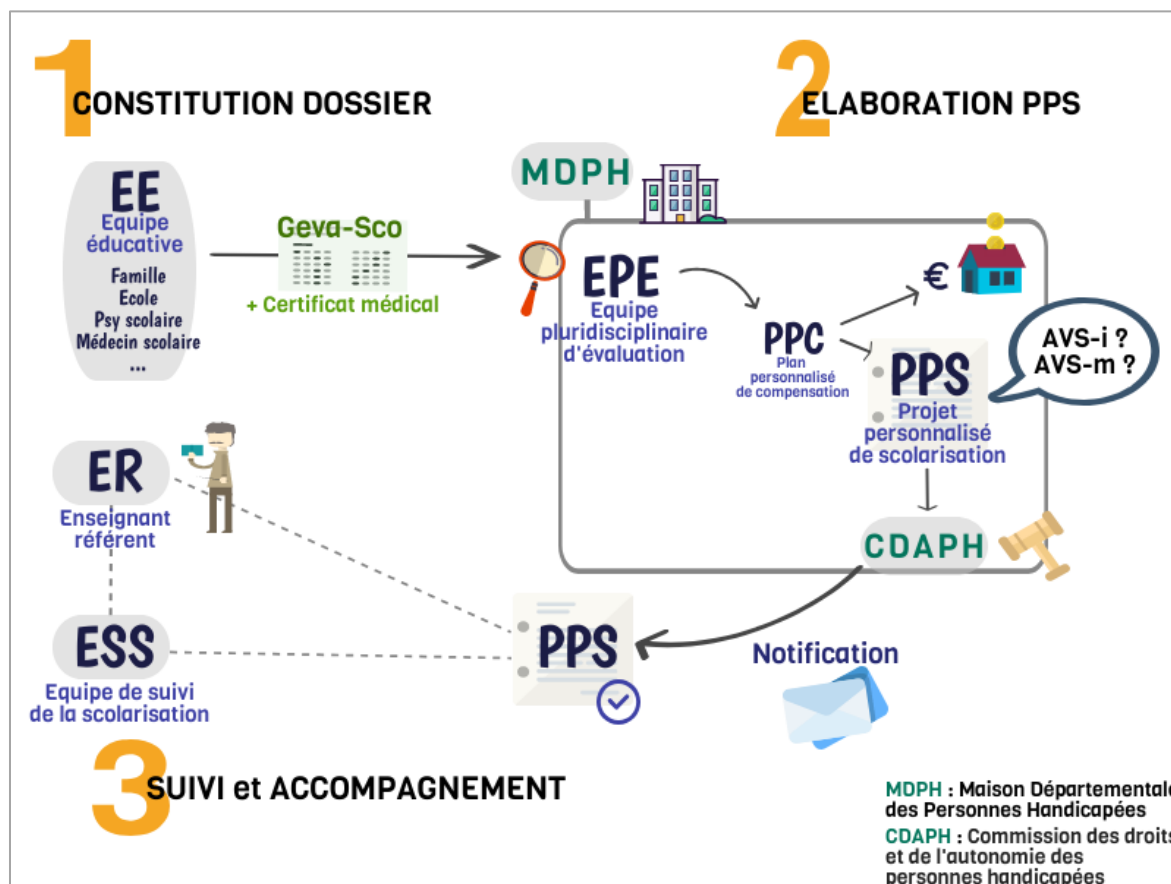 1
CONSTITUTION DOSSIER
2
ELABORATION PPS
EE
Equipe
éducative
Famille
Ecole
Psy scolaire
Médecin scolaire
...
Geva-Sco
+ Certificat médical
MDPH
EPE
Equipe
pluridisciplinaire
d'évaluation
PPC
Plan
personnalisé
de compensation
€
PPS
Projet
personnalisé
de scolarisation
AVS-i ?
AVS-m ?
CDAPH
ER
Enseignant
référent
ESS
Equipe de suivi
de la scolarisation
PPS
Notification
3
SUIVI et ACCOMPAGNEMENT
MDPH : Maison Départementale
des Personnes Handicapées
CDAPH : Commission des droits
et de l'autonomie des
personnes handicapées